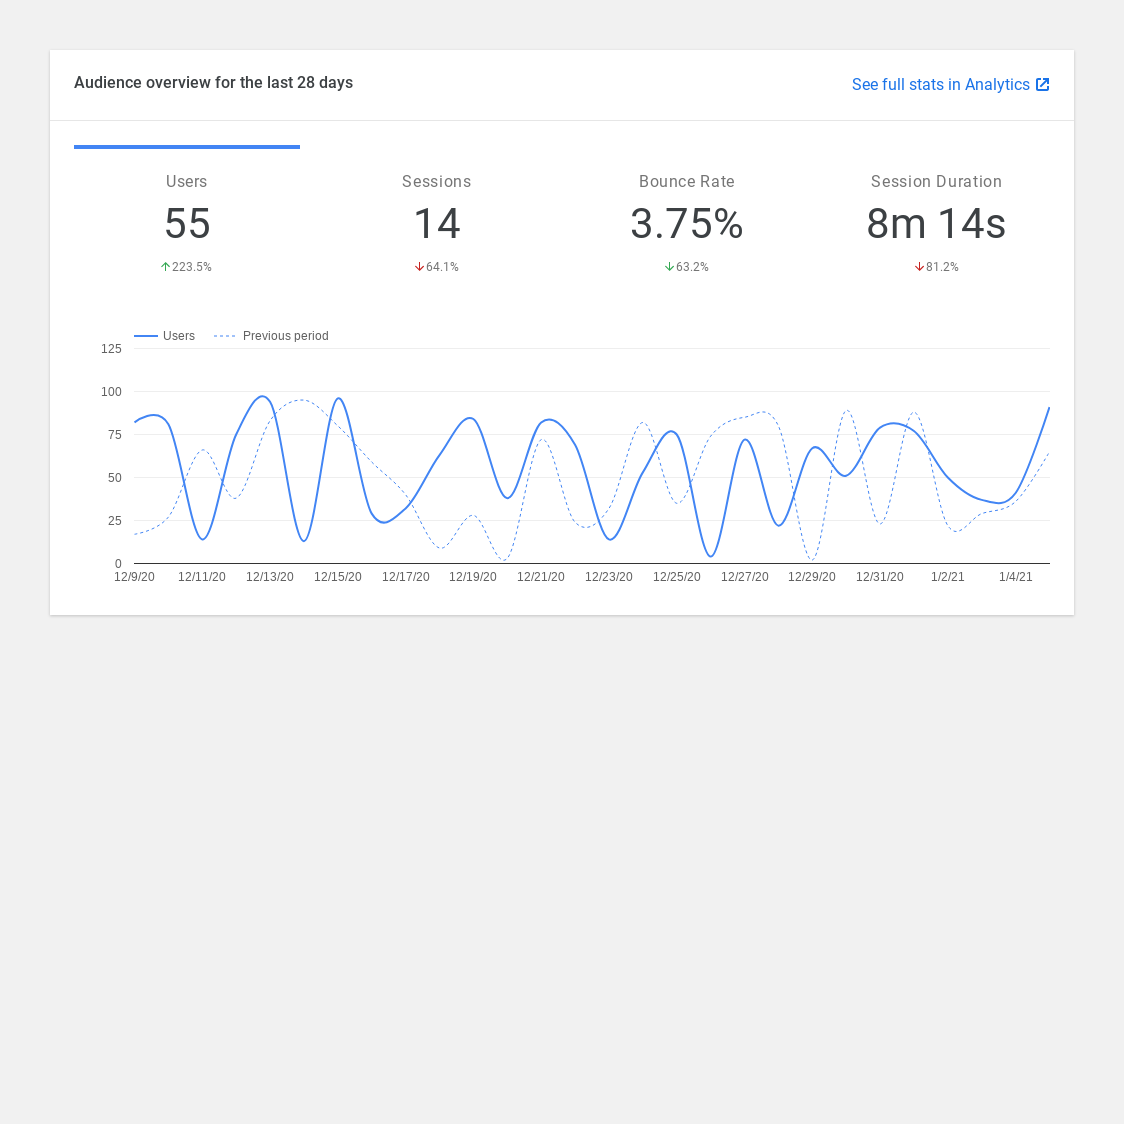 Audience overview for the last 28 days
See full stats in Analytics
Users
55
223.5%
Sessions
14
64.1%
Bounce Rate
3.75%
63.2%
Session Duration
8m 14s
81.2%
Users
Previous period
125
100
75
50
25
0
12/9/20 12/11/20 12/13/20 12/15/20 12/17/20 12/19/20 12/21/20 12/23/20 12/25/20 12/27/20 12/29/20 12/31/20 1/2/21 1/4/21